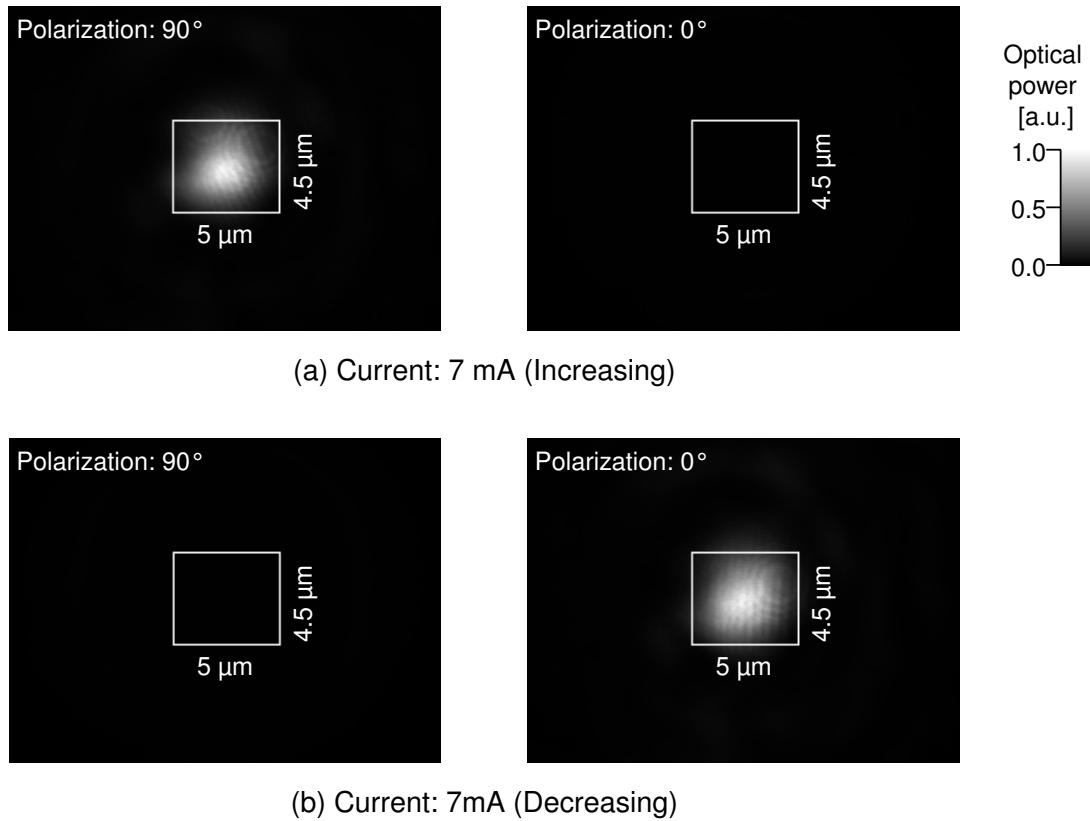 Polarization: 90°
Polarization: 0°
Optical
power
[a.u.]
1.0
0.5
0.0
4.5 µm
5 µm
4.5 µm
5 µm
(a) Current: 7 mA (Increasing)
Polarization: 90°
Polarization: 0°
4.5 µm
5 µm
4.5 µm
5 µm
(b) Current: 7mA (Decreasing)